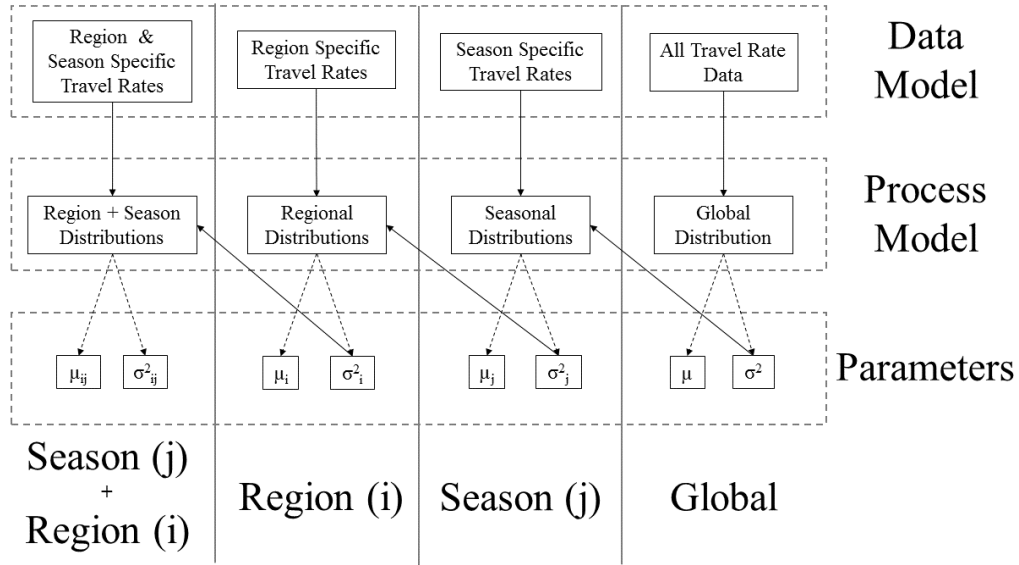 Region &
Season Specific
Travel Rates
Region Specific
Travel Rates
Season Specific
Travel Rates
All Travel Rate
Data
Data
Model
Region + Season
Distributions
Regional
Distributions
Seasonal
Distributions
Global
Distribution
Process
Model
μij
σ²ij
μi
σ²i
μj
σ²j
μ
σ²
Parameters
Season (j)
+
Region (i)
Region (i)
Season (j)
Global